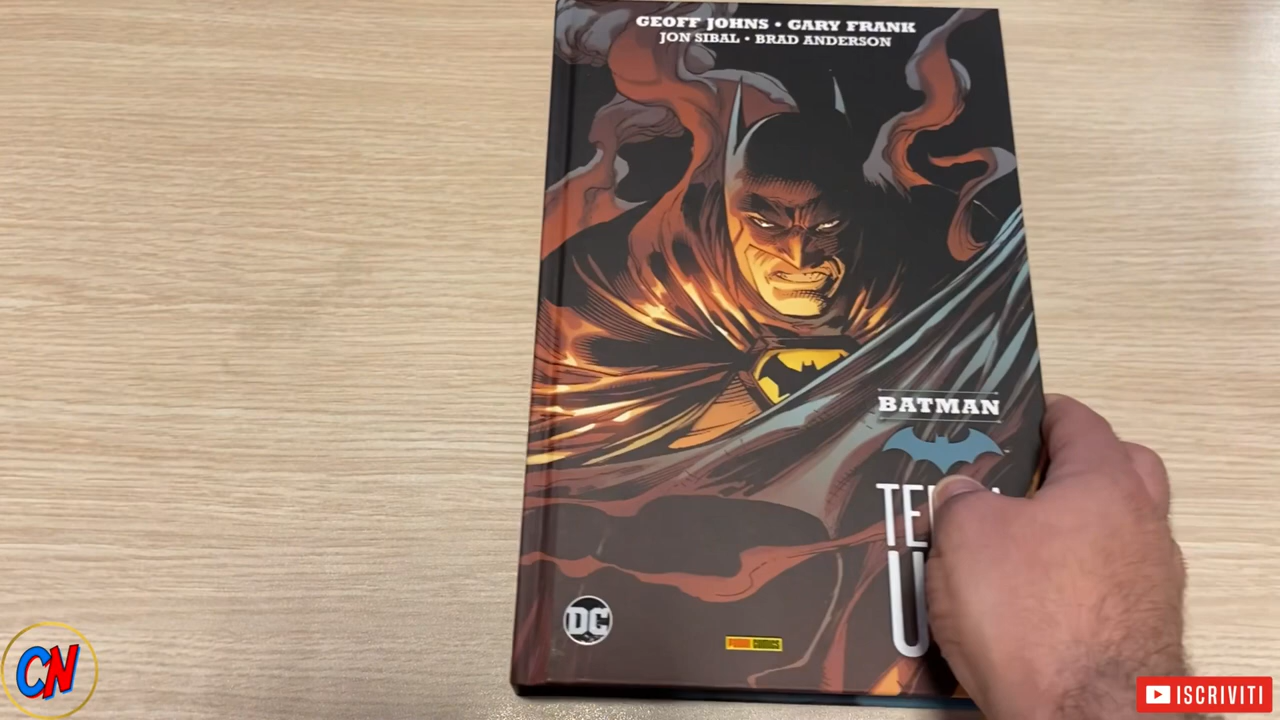 GEOFF JOHNS • GARY FRANK
JON SIBAL • BRAD ANDERSON
BATMAN
DC
PANINI COMICS
CN
ISCRIVITI